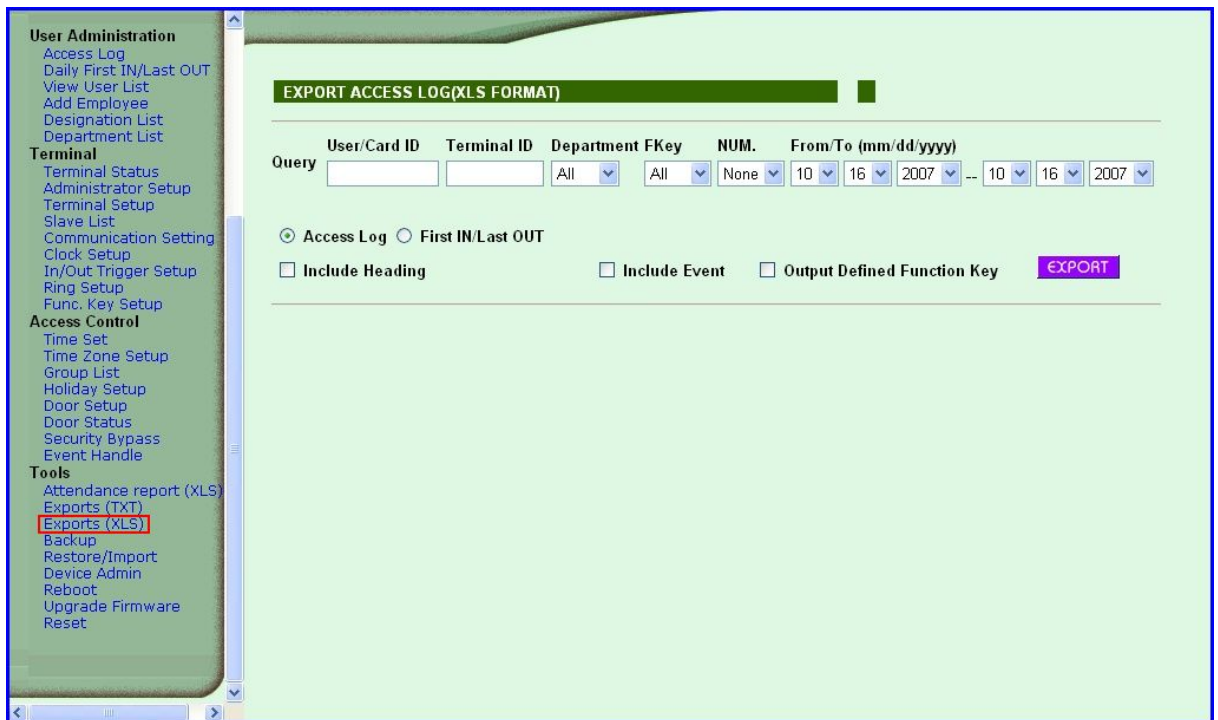 User Administration
Access Log
Daily First IN/Last OUT
View User List
Add Employee
Designation List
Department List
Terminal
Terminal Status
Administrator Setup
Terminal Setup
Slave List
Communication Setting
Clock Setup
In/Out Trigger Setup
Ring Setup
Func. Key Setup
Access Control
Time Set
Time Zone Setup
Group List
Holiday Setup
Door Setup
Door Status
Security Bypass
Event Handle
Tools
Attendance report (XLS)
Exports (TXT)
Exports (XLS)
Backup
Restore/Import
Device Admin
Reboot
Upgrade Firmware
Reset
EXPORT ACCESS LOG(XLS FORMAT)
User/Card ID Terminal ID Department FKey NUM. From/To (mm/dd/yyyy)
Query All All None 10 16 2007 -- 10 16 2007
Access Log First IN/Last OUT
Include Heading Include Event Output Defined Function Key EXPORT